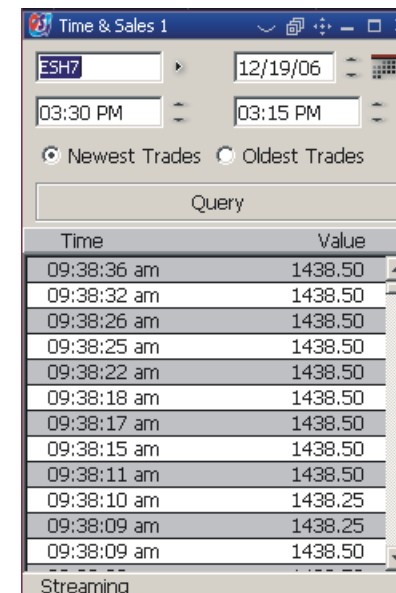 Time & Sales 1
ESH7 12/19/06
03:30 PM 03:15 PM
Newest Trades Oldest Trades
Query
Time Value
09:38:36 am 1438.50
09:38:32 am 1438.50
09:38:26 am 1438.50
09:38:25 am 1438.50
09:38:22 am 1438.50
09:38:18 am 1438.50
09:38:17 am 1438.50
09:38:15 am 1438.50
09:38:11 am 1438.50
09:38:10 am 1438.25
09:38:09 am 1438.25
09:38:09 am 1438.50
Streaming